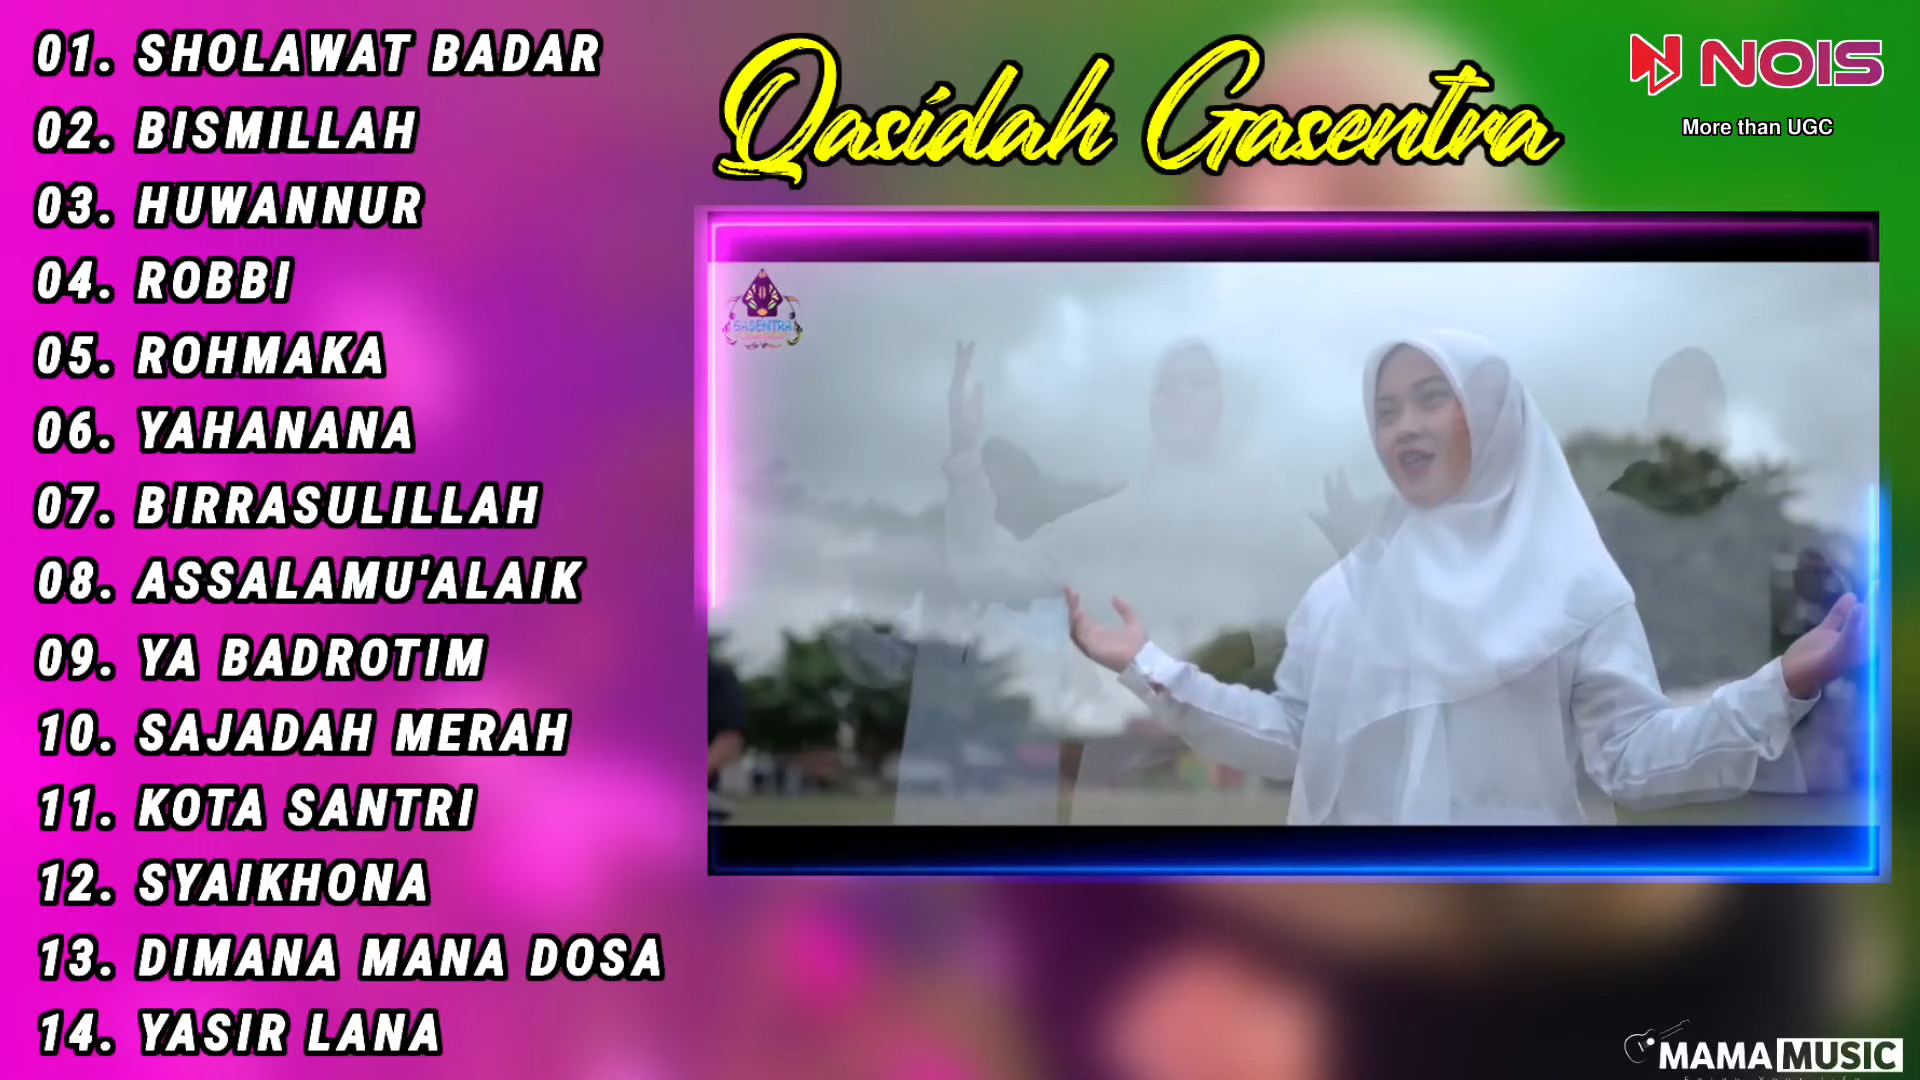 01. SHOLAWAT BADAR
02. BISMILLAH
03. HUWANNUR
04. ROBBI
05. ROHMAKA
06. YAHANANA
07. BIRRASULILLAH
08. ASSALAMU'ALAIK
09. YA BADROTIM
10. SAJADAH MERAH
11. KOTA SANTRI
12. SYAIKHONA
13. DIMANA MANA DOSA
14. YASIR LANA
Qasidah Gasentra
NOIS
More than UGC
GASENTRA
MAMA MUSIC